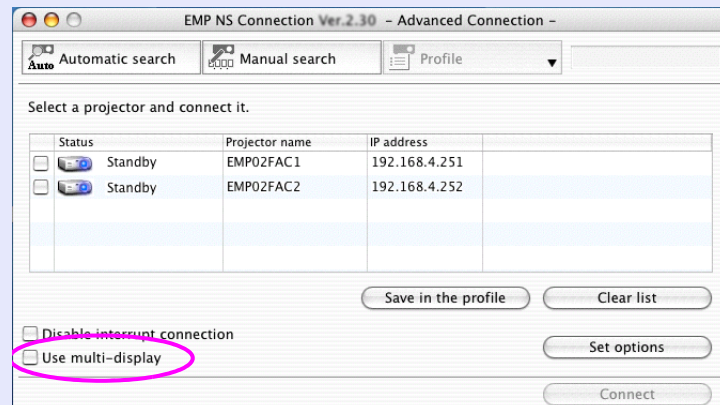 EMP NS Connection Ver.2.30 - Advanced Connection -
Auto Automatic search Manual search Profile
Select a projector and connect it.
Status Projector name IP address
Standby EMP02FAC1 192.168.4.251
Standby EMP02FAC2 192.168.4.252
Save in the profile Clear list
Disable interrupt connection
Use multi-display Set options
Connect